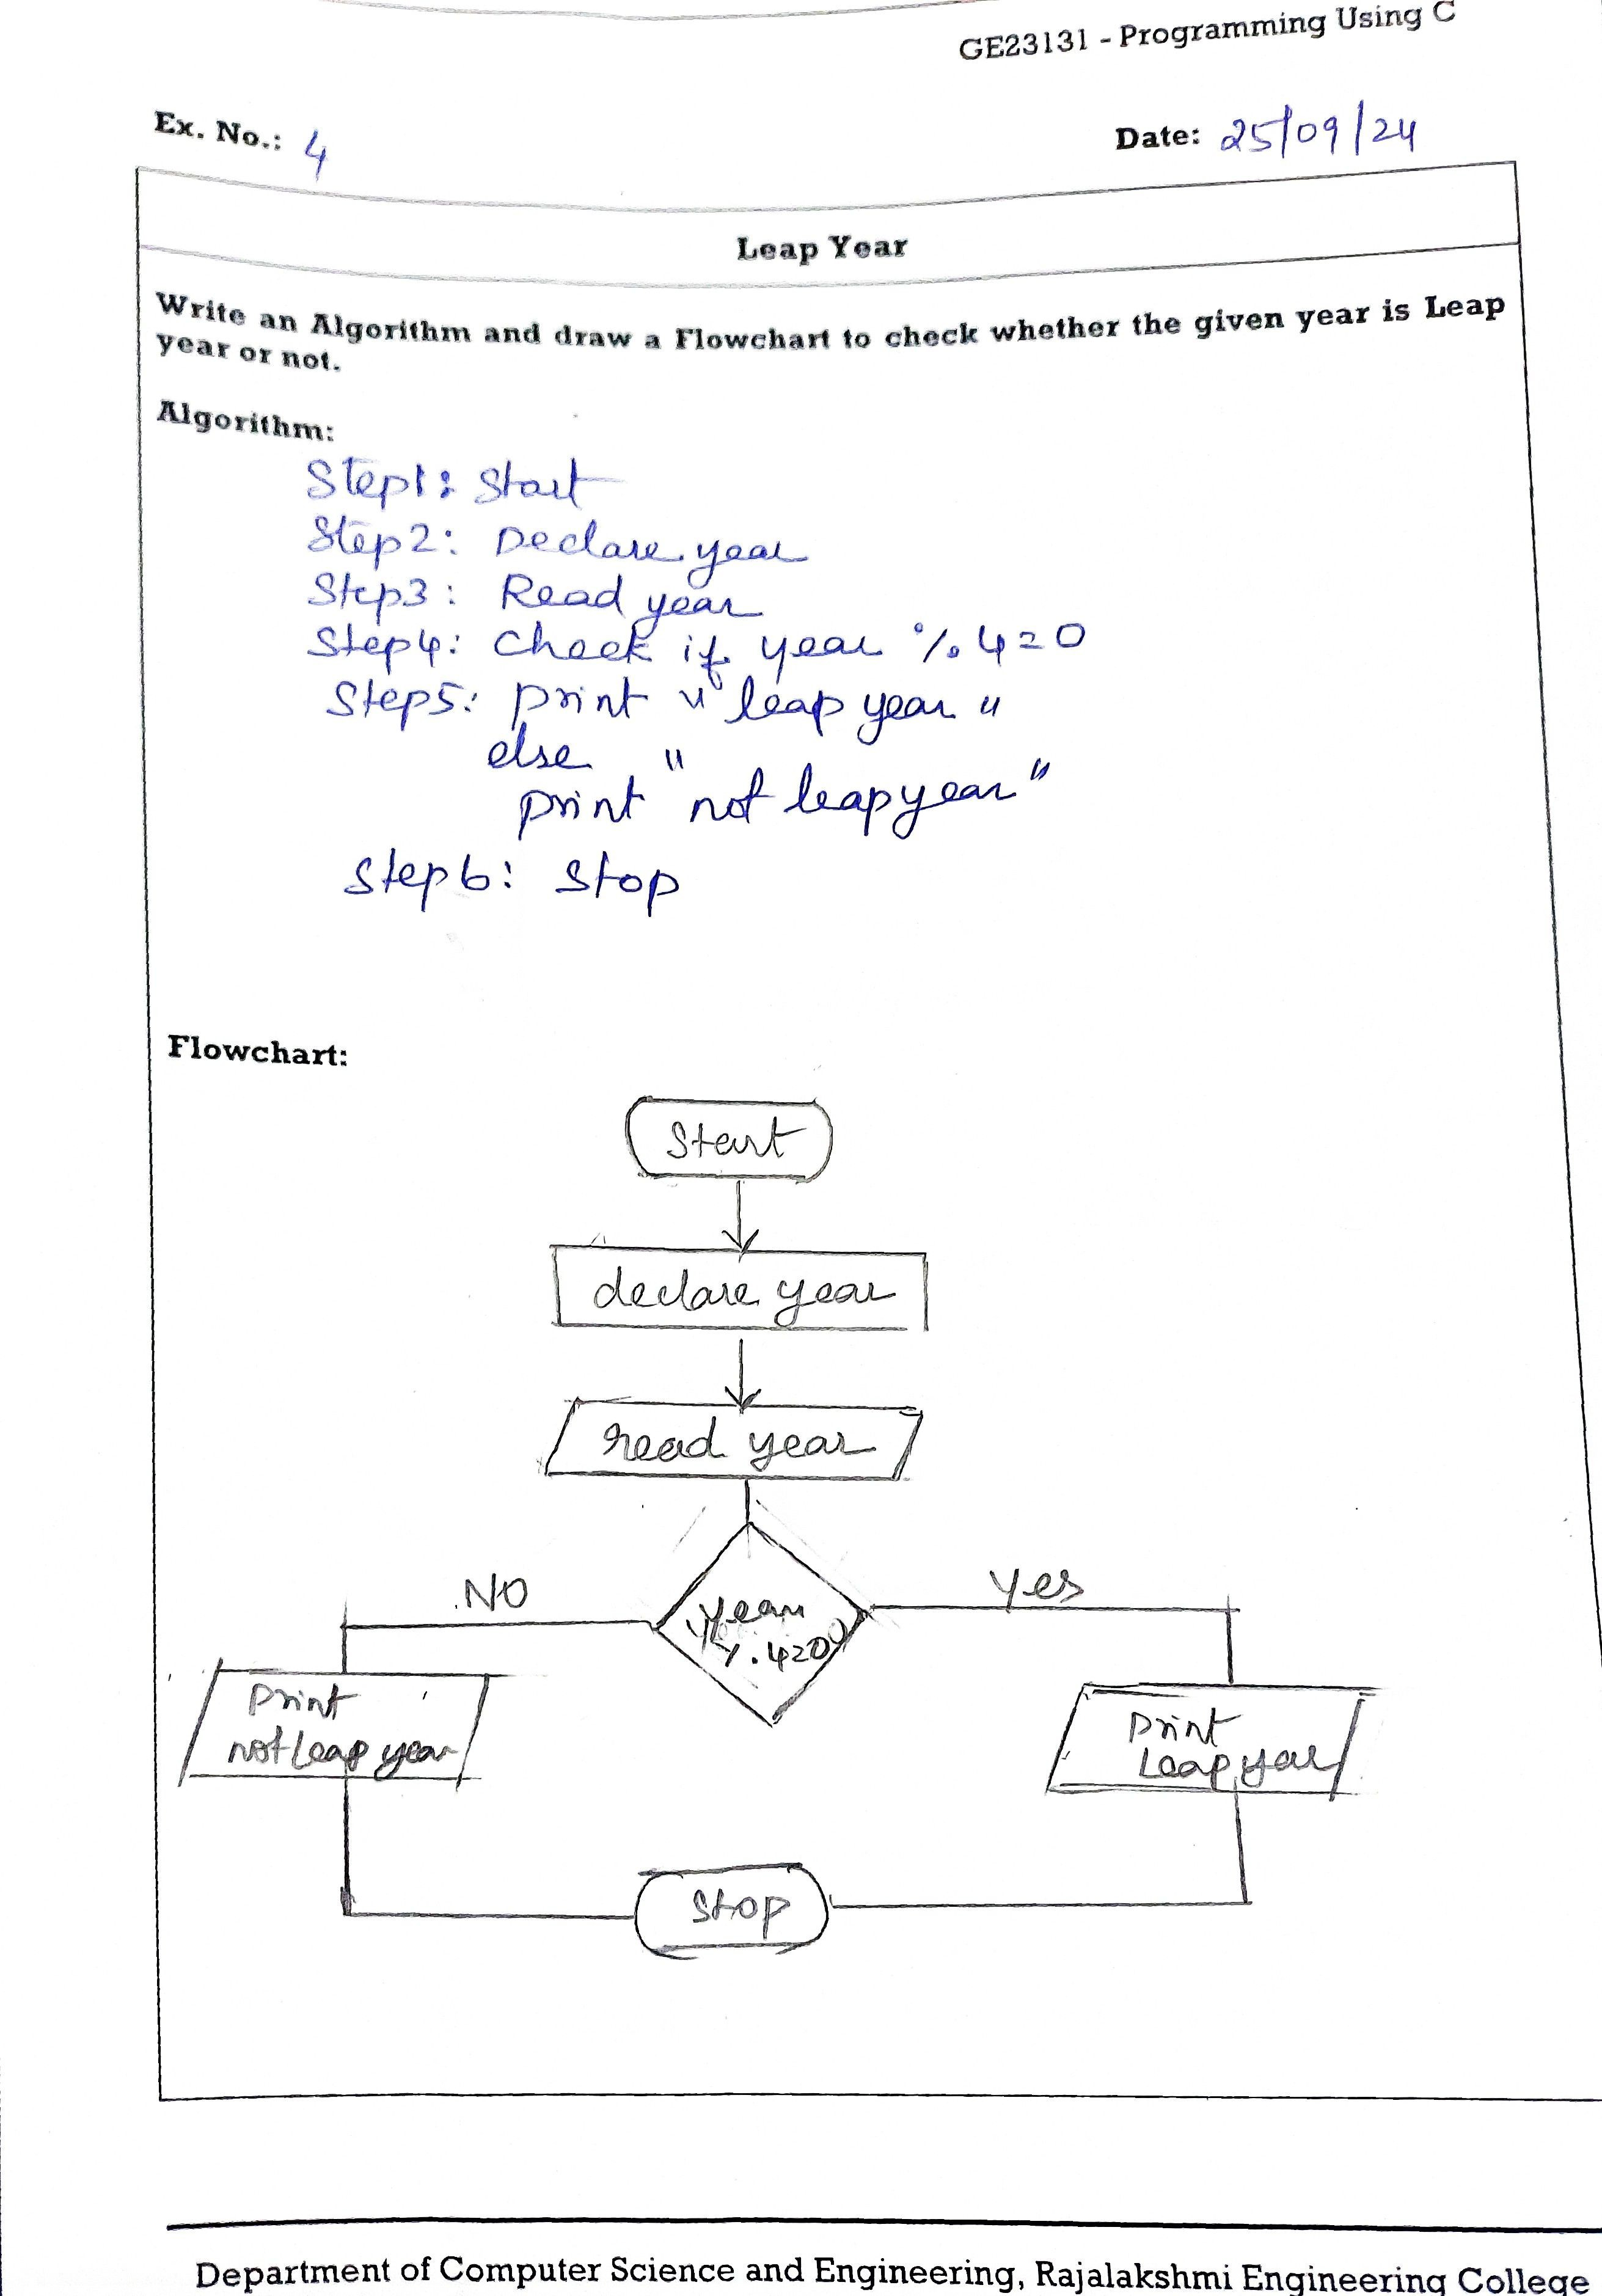 GE23131 - Programming Using C
Ex. No.: 4
Date: 25/09/24
Leap Year
Write an Algorithm and draw a Flowchart to check whether the given year is Leap
year or not.
Algorithm:
Step1: Start
Step2: Declare year
Step3: Read year
Step4: Check if year % 4=0
Step5: print " leap year "
else "
print "not leapyear"
Step6: Stop
Flowchart:
Start
declare year
read year
NO
Yes
year
%4=0
print
not leap year
print
Leap year
Stop
Department of Computer Science and Engineering, Rajalakshmi Engineering College